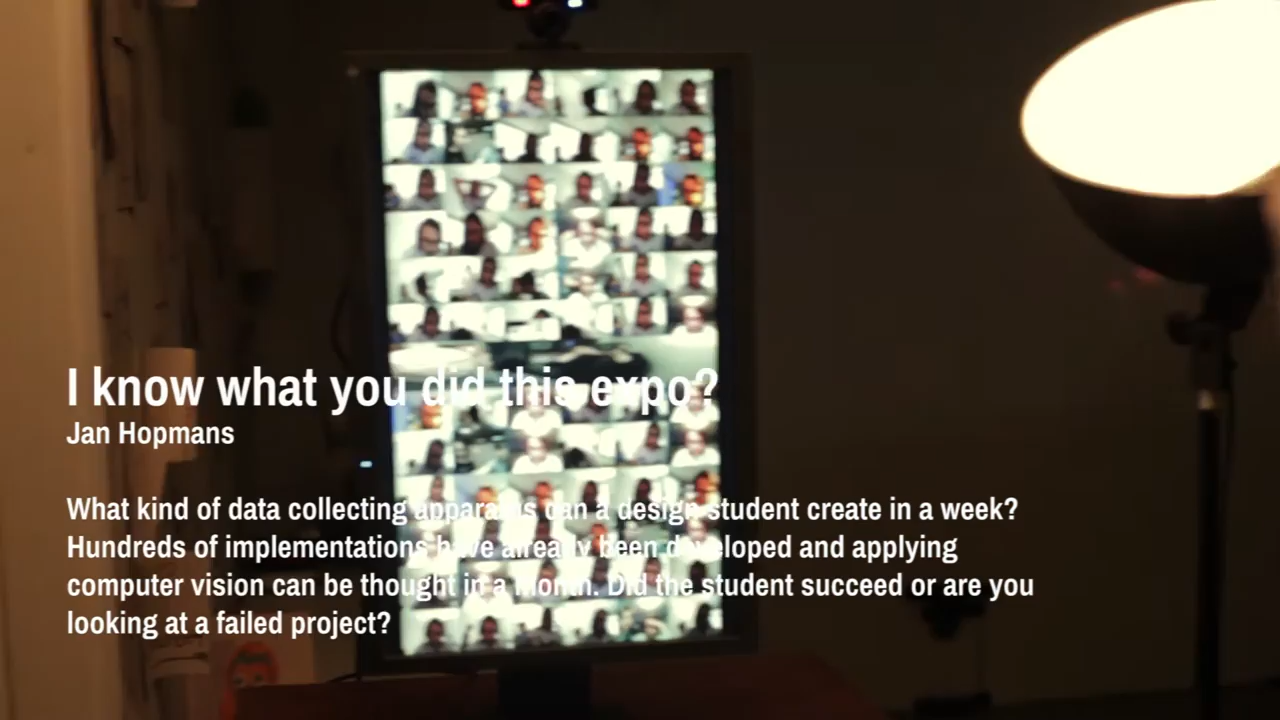 I know what you did this expo?
Jan Hopmans
What kind of data collecting apparatus can a design student create in a week?
Hundreds of implementations have already been developed and applying
computer vision can be thought in a month. Did the student succeed or are you
looking at a failed project?